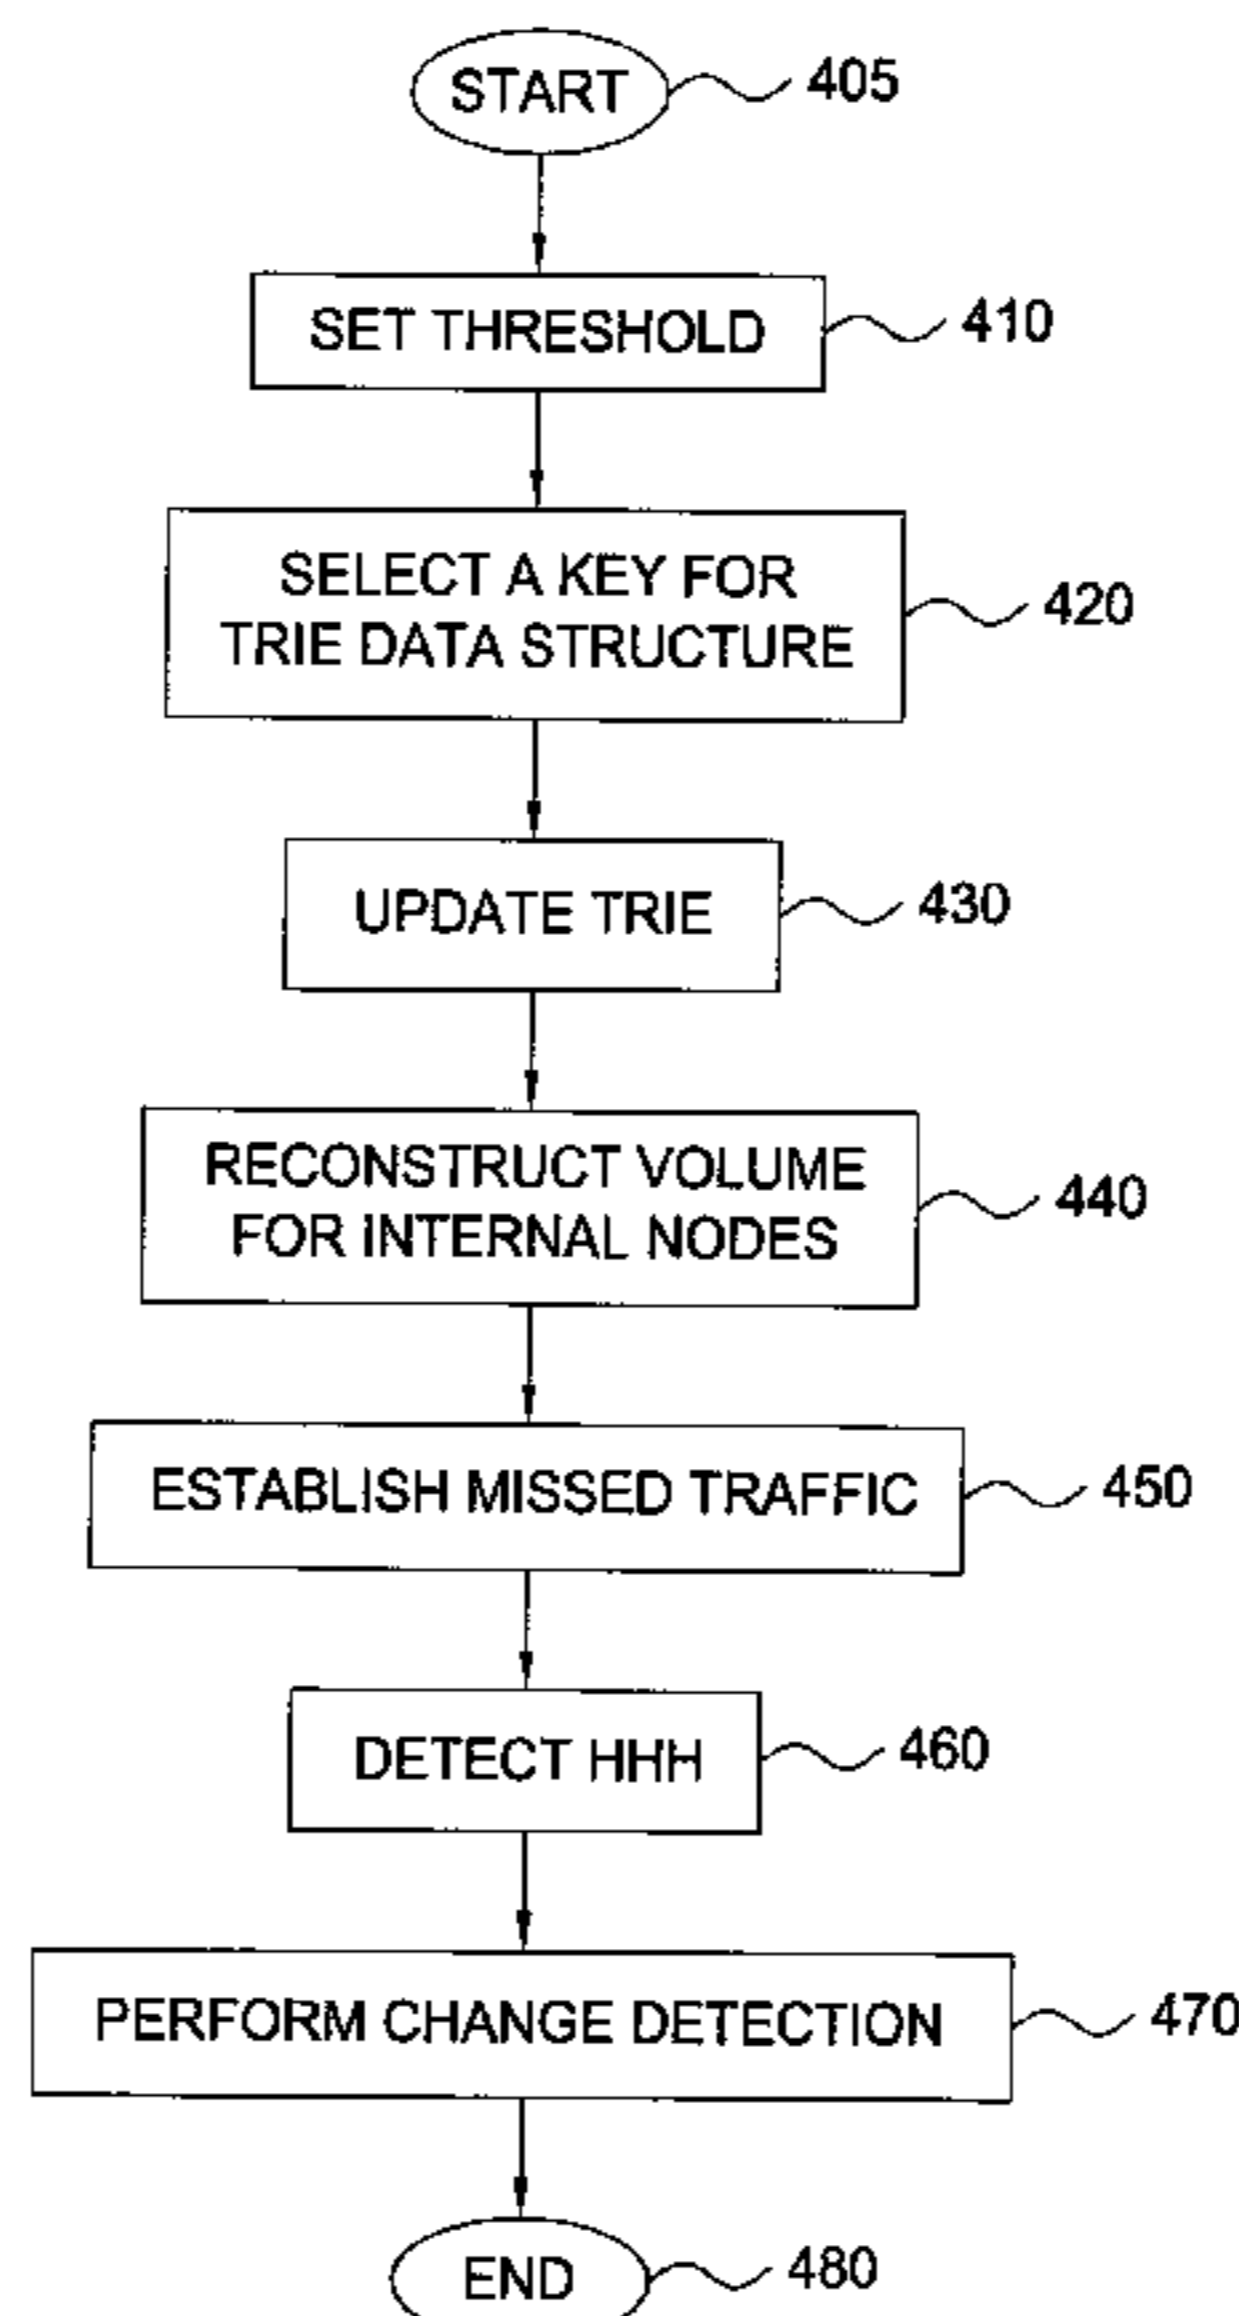 START 405
SET THRESHOLD 410
SELECT A KEY FOR
TRIE DATA STRUCTURE 420
UPDATE TRIE 430
RECONSTRUCT VOLUME
FOR INTERNAL NODES 440
ESTABLISH MISSED TRAFFIC 450
DETECT HHH 460
PERFORM CHANGE DETECTION 470
END 480